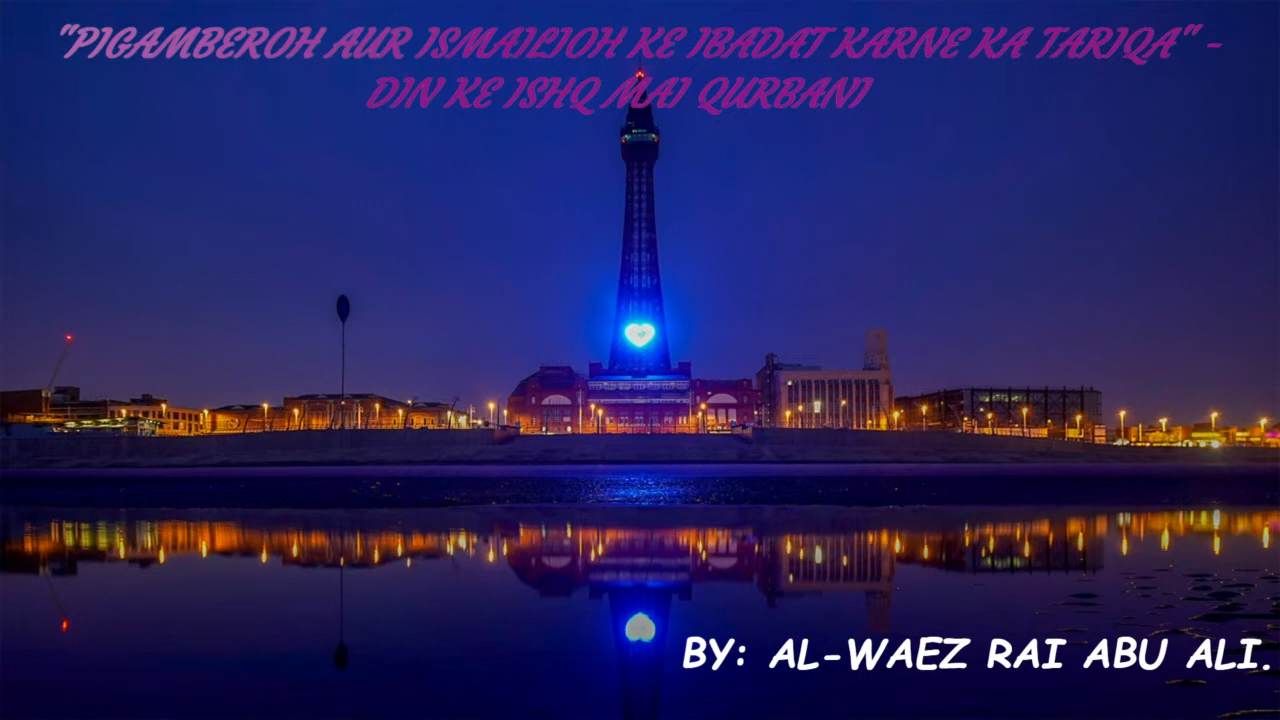 "PIGAMBEROH AUR ISMAILIOH KE IBADAT KARNE KA TARIQA" -
DIN KE ISHQ MAI QURBANI
BY: AL-WAEZ RAI ABU ALI.